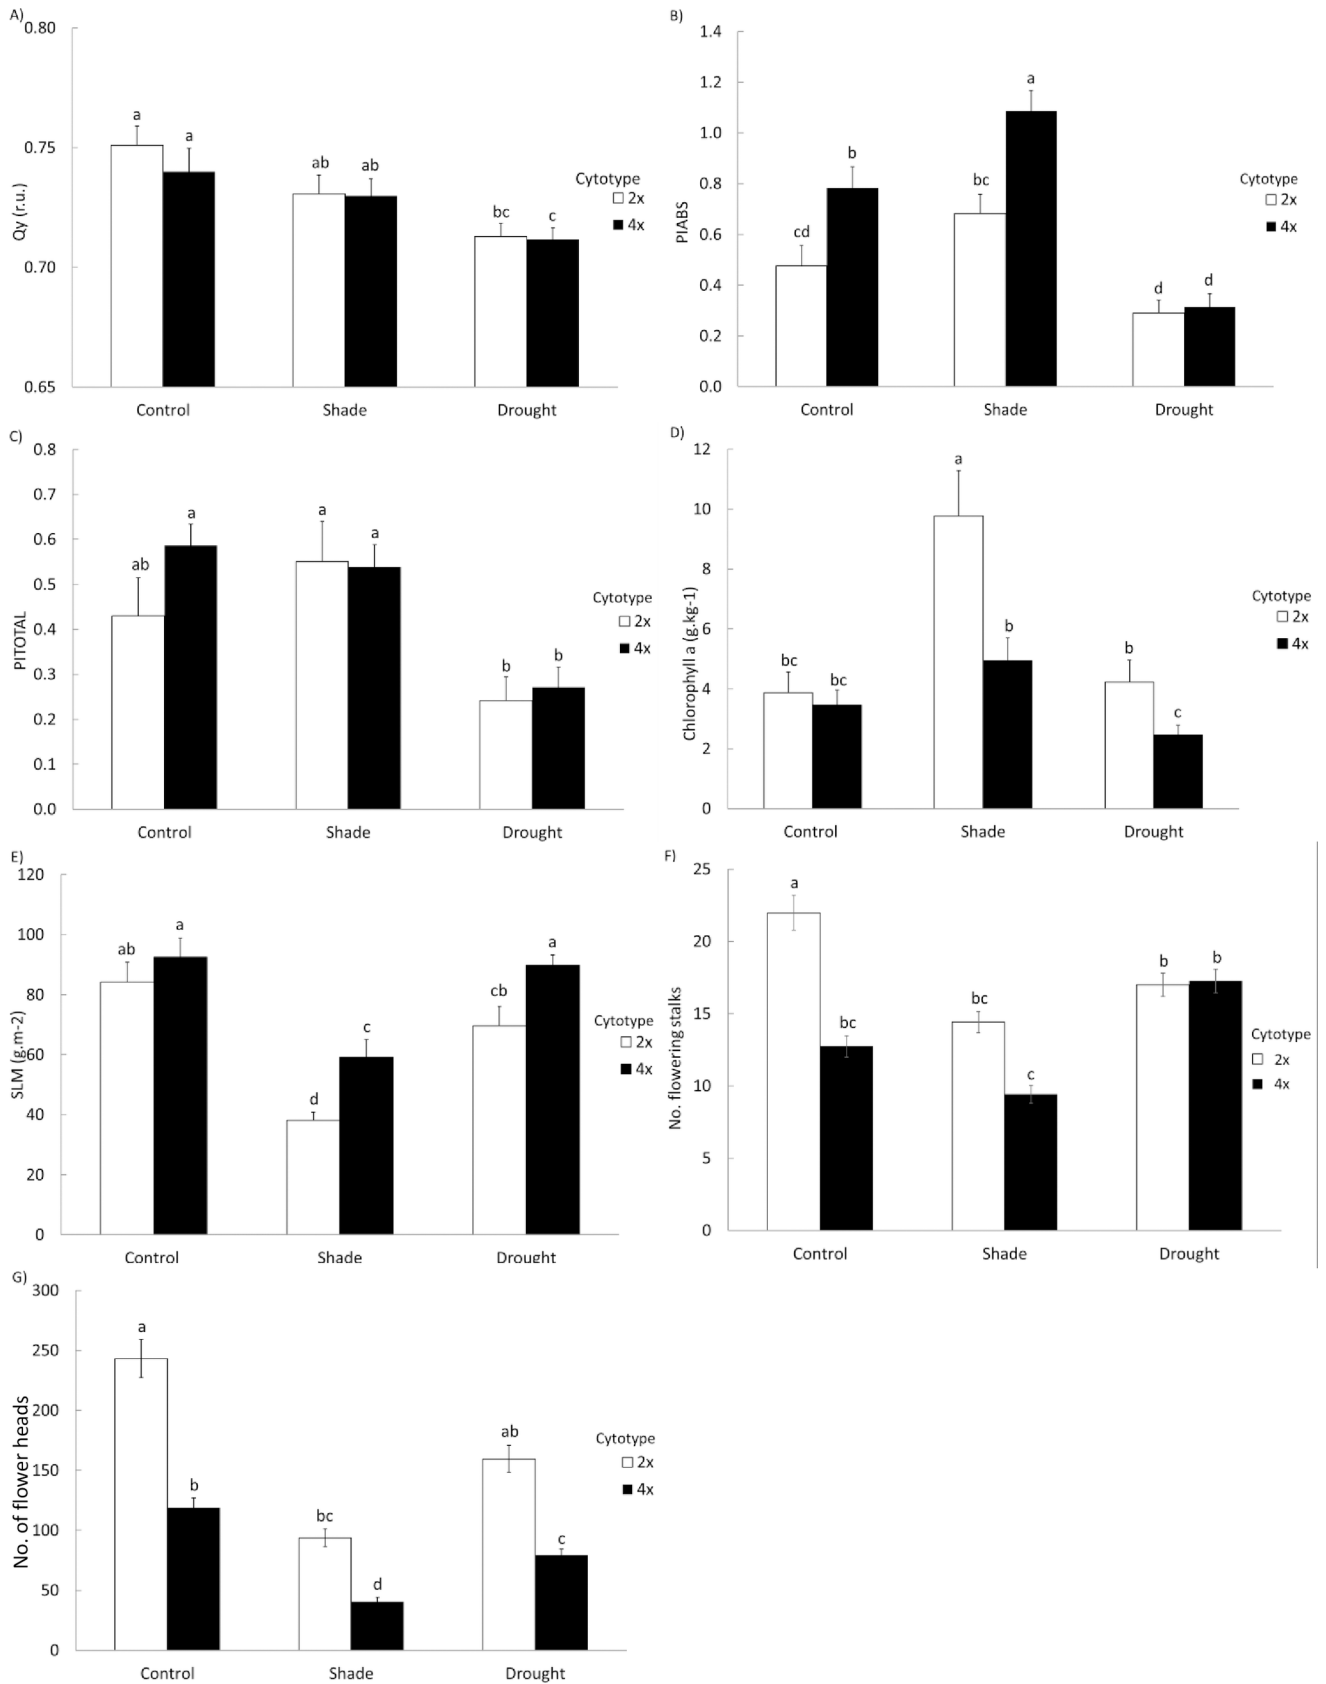 A)
0.80
0.75
0.70
0.65
Qy (r.u.)
a
a
ab
ab
bc
c
Cytotype
2x
4x
Control Shade Drought
B)
1.4
1.2
1.0
0.8
0.6
0.4
0.2
0.0
PIABS
cd
b
bc
a
d
d
Cytotype
2x
4x
Control Shade Drought
C)
0.8
0.7
0.6
0.5
0.4
0.3
0.2
0.1
0.0
PITOTAL
ab
a
a
a
b
b
Cytotype
2x
4x
Control Shade Drought
D)
12
10
8
6
4
2
0
Chlorophyll a (g.kg-1)
bc
bc
a
b
b
c
Cytotype
2x
4x
Control Shade Drought
E)
120
100
80
60
40
20
0
SLM (g.m-2)
ab
a
d
c
cb
a
Cytotype
2x
4x
Control Shade Drought
F)
25
20
15
10
5
0
No. flowering stalks
a
bc
bc
c
b
b
Cytotype
2x
4x
Control Shade Drought
G)
300
250
200
150
100
50
0
No. of flower heads
a
b
bc
d
ab
c
Cytotype
2x
4x
Control Shade Drought